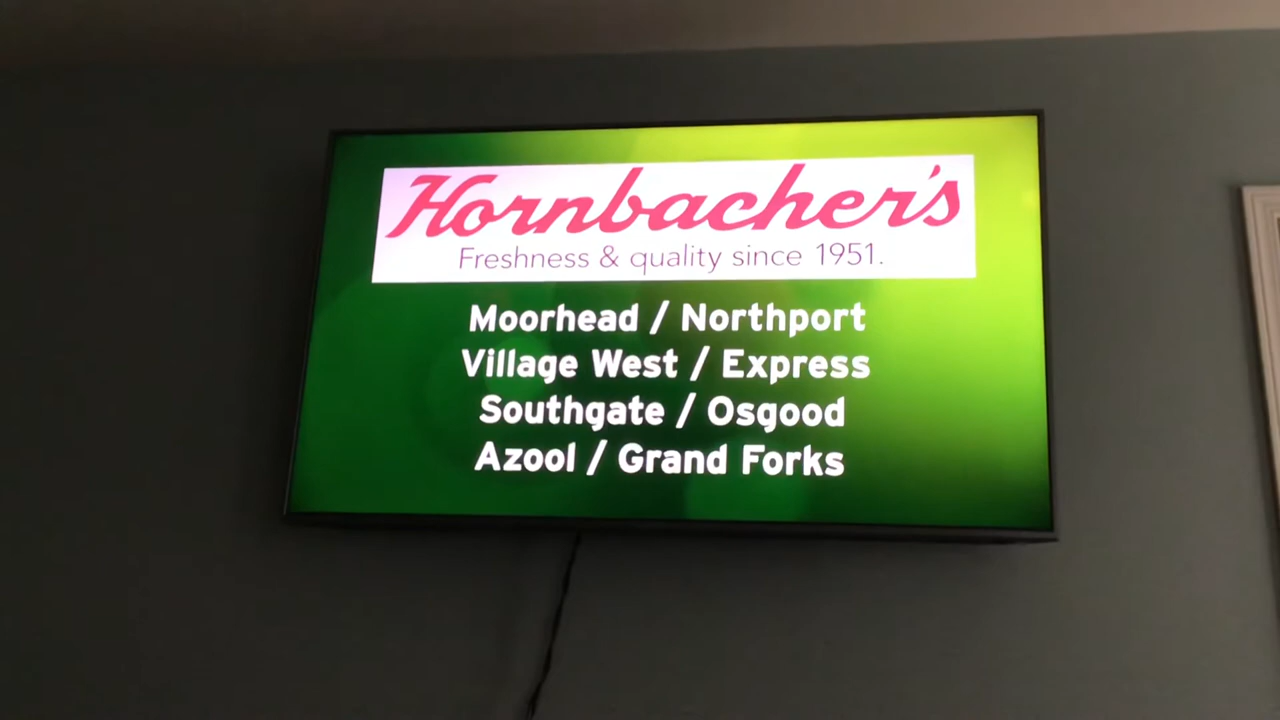 Hornbacher's
Freshness & quality since 1951.
Moorhead / Northport
Village West / Express
Southgate / Osgood
Azool / Grand Forks